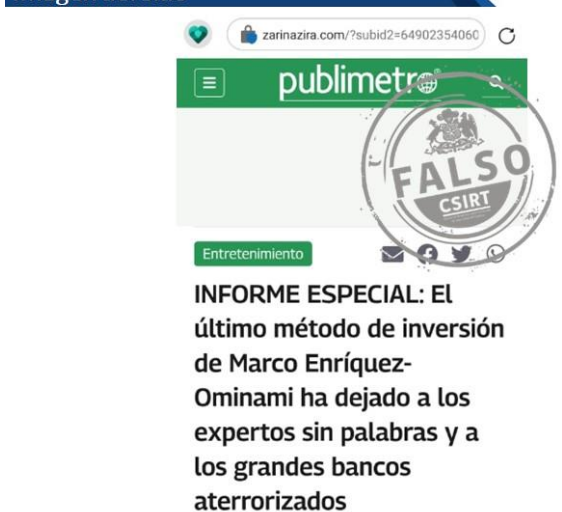 zarinazira.com/?subid2=64902354060
publimetro
FALSO
CSIRT
Entretenimiento
INFORME ESPECIAL: El
último método de inversión
de Marco Enríquez-
Ominami ha dejado a los
expertos sin palabras y a
los grandes bancos
aterrorizados